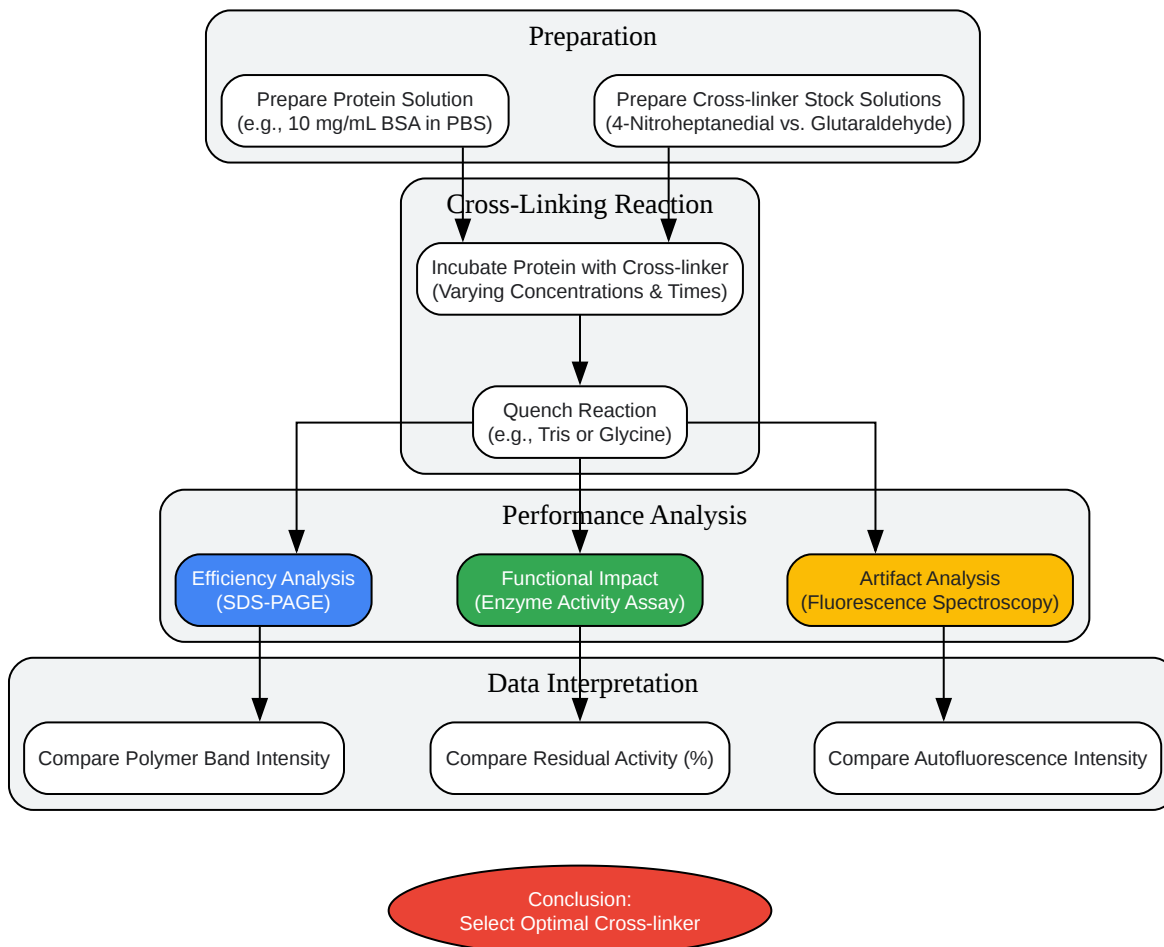 Preparation
Prepare Protein Solution
(e.g., 10 mg/mL BSA in PBS)
Prepare Cross-linker Stock Solutions
(4-Nitroheptanedial vs. Glutaraldehyde)
Cross-Linking Reaction
Incubate Protein with Cross-linker
(Varying Concentrations & Times)
Quench Reaction
(e.g., Tris or Glycine)
Performance Analysis
Efficiency Analysis
(SDS-PAGE)
Functional Impact
(Enzyme Activity Assay)
Artifact Analysis
(Fluorescence Spectroscopy)
Data Interpretation
Compare Polymer Band Intensity
Compare Residual Activity (%)
Compare Autofluorescence Intensity
Conclusion:
Select Optimal Cross-linker